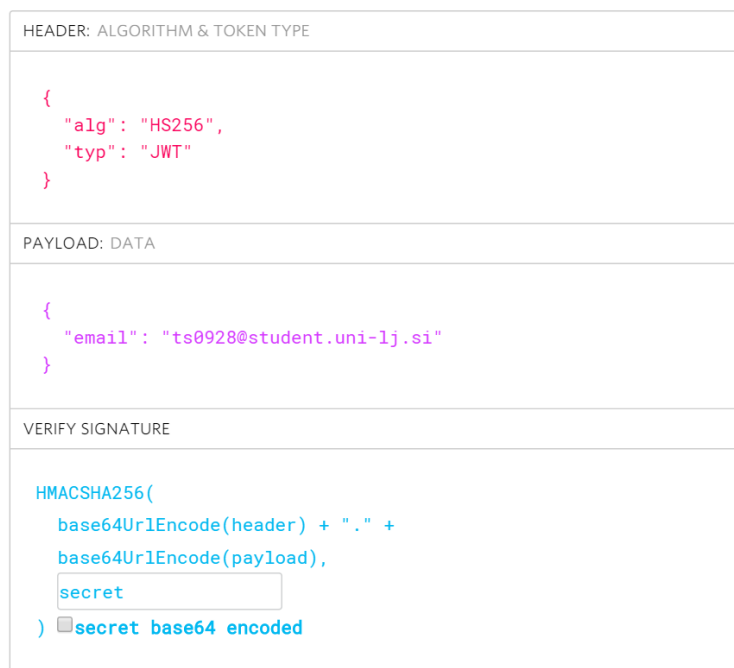 HEADER: ALGORITHM & TOKEN TYPE
{
"alg": "HS256",
"typ": "JWT"
}
PAYLOAD: DATA
{
"email": "ts0928@student.uni-lj.si"
}
VERIFY SIGNATURE
HMACSHA256(
base64UrlEncode(header) + "." +
base64UrlEncode(payload),
secret
) secret base64 encoded